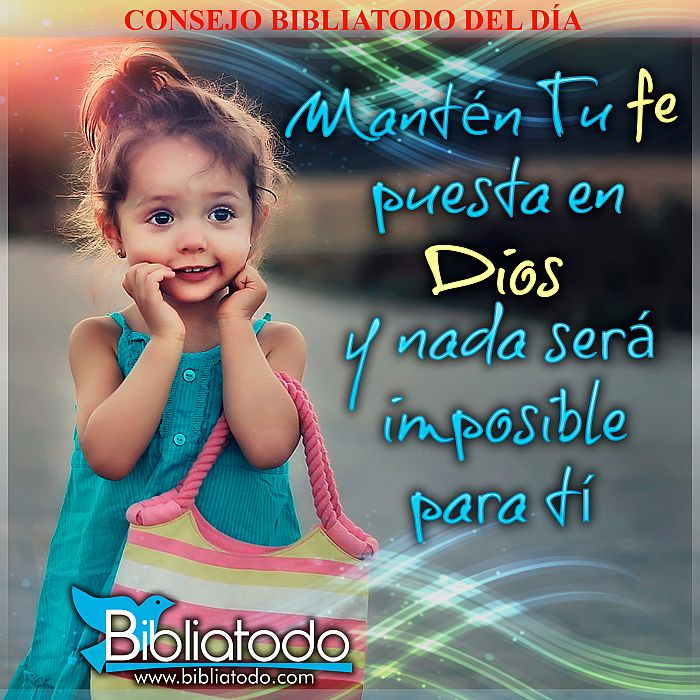 CONSEJO BIBLIATODO DEL DÍA
Mantén Tu fe
puesta en
Dios
y nada será
imposible
para tí
Bibliatodo
www.bibliatodo.com